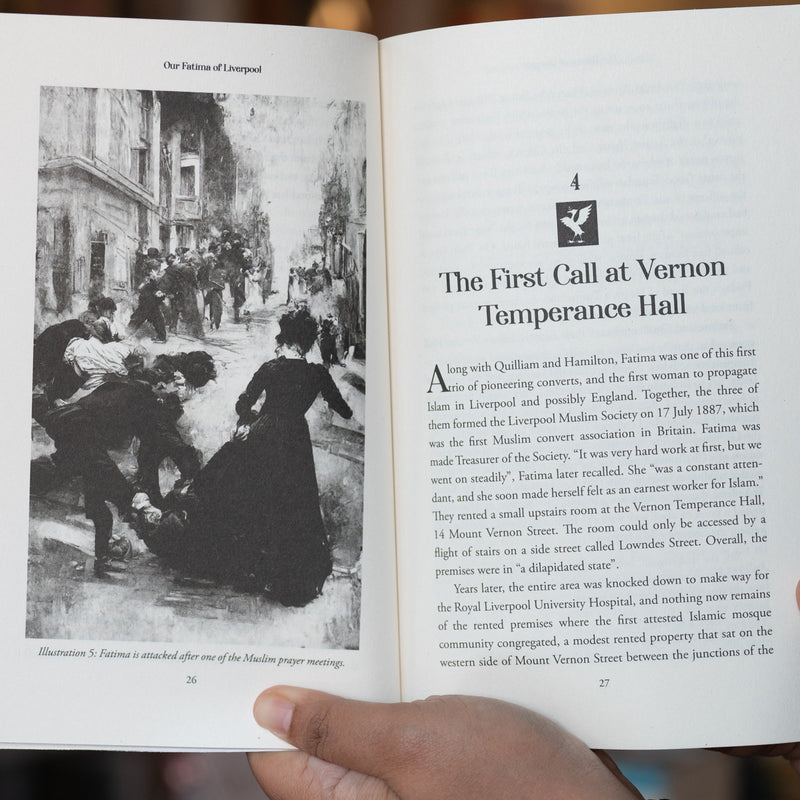 Our Fatima of Liverpool
Illustration 5: Fatima is attacked after one of the Muslim prayer meetings.
26
4
The First Call at Vernon
Temperance Hall
Along with Quilliam and Hamilton, Fatima was one of this first
trio of pioneering converts, and the first woman to propagate
Islam in Liverpool and possibly England. Together, the three of
them formed the Liverpool Muslim Society on 17 July 1887, which
was the first Muslim convert association in Britain. Fatima was
made Treasurer of the Society. “It was very hard work at first, but we
went on steadily”, Fatima later recalled. She “was a constant atten-
dant, and she soon made herself felt as an earnest worker for Islam.”
They rented a small upstairs room at the Vernon Temperance Hall,
14 Mount Vernon Street. The room could only be accessed by a
flight of stairs on a side street called Lowndes Street. Overall, the
premises were in “a dilapidated state”.
Years later, the entire area was knocked down to make way for
the Royal Liverpool University Hospital, and nothing now remains
of the rented premises where the first attested Islamic mosque
community congregated, a modest rented property that sat on the
western side of Mount Vernon Street between the junctions of the
27